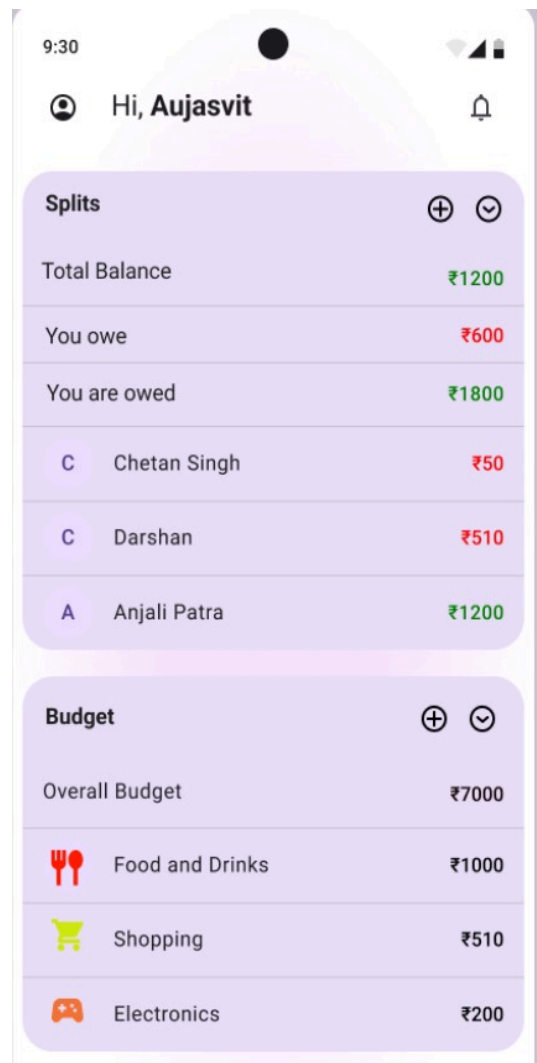 9:30
Hi, Aujasvit
Splits
Total Balance ₹1200
You owe ₹600
You are owed ₹1800
C Chetan Singh ₹50
C Darshan ₹510
A Anjali Patra ₹1200
Budget
Overall Budget ₹7000
Food and Drinks ₹1000
Shopping ₹510
Electronics ₹200